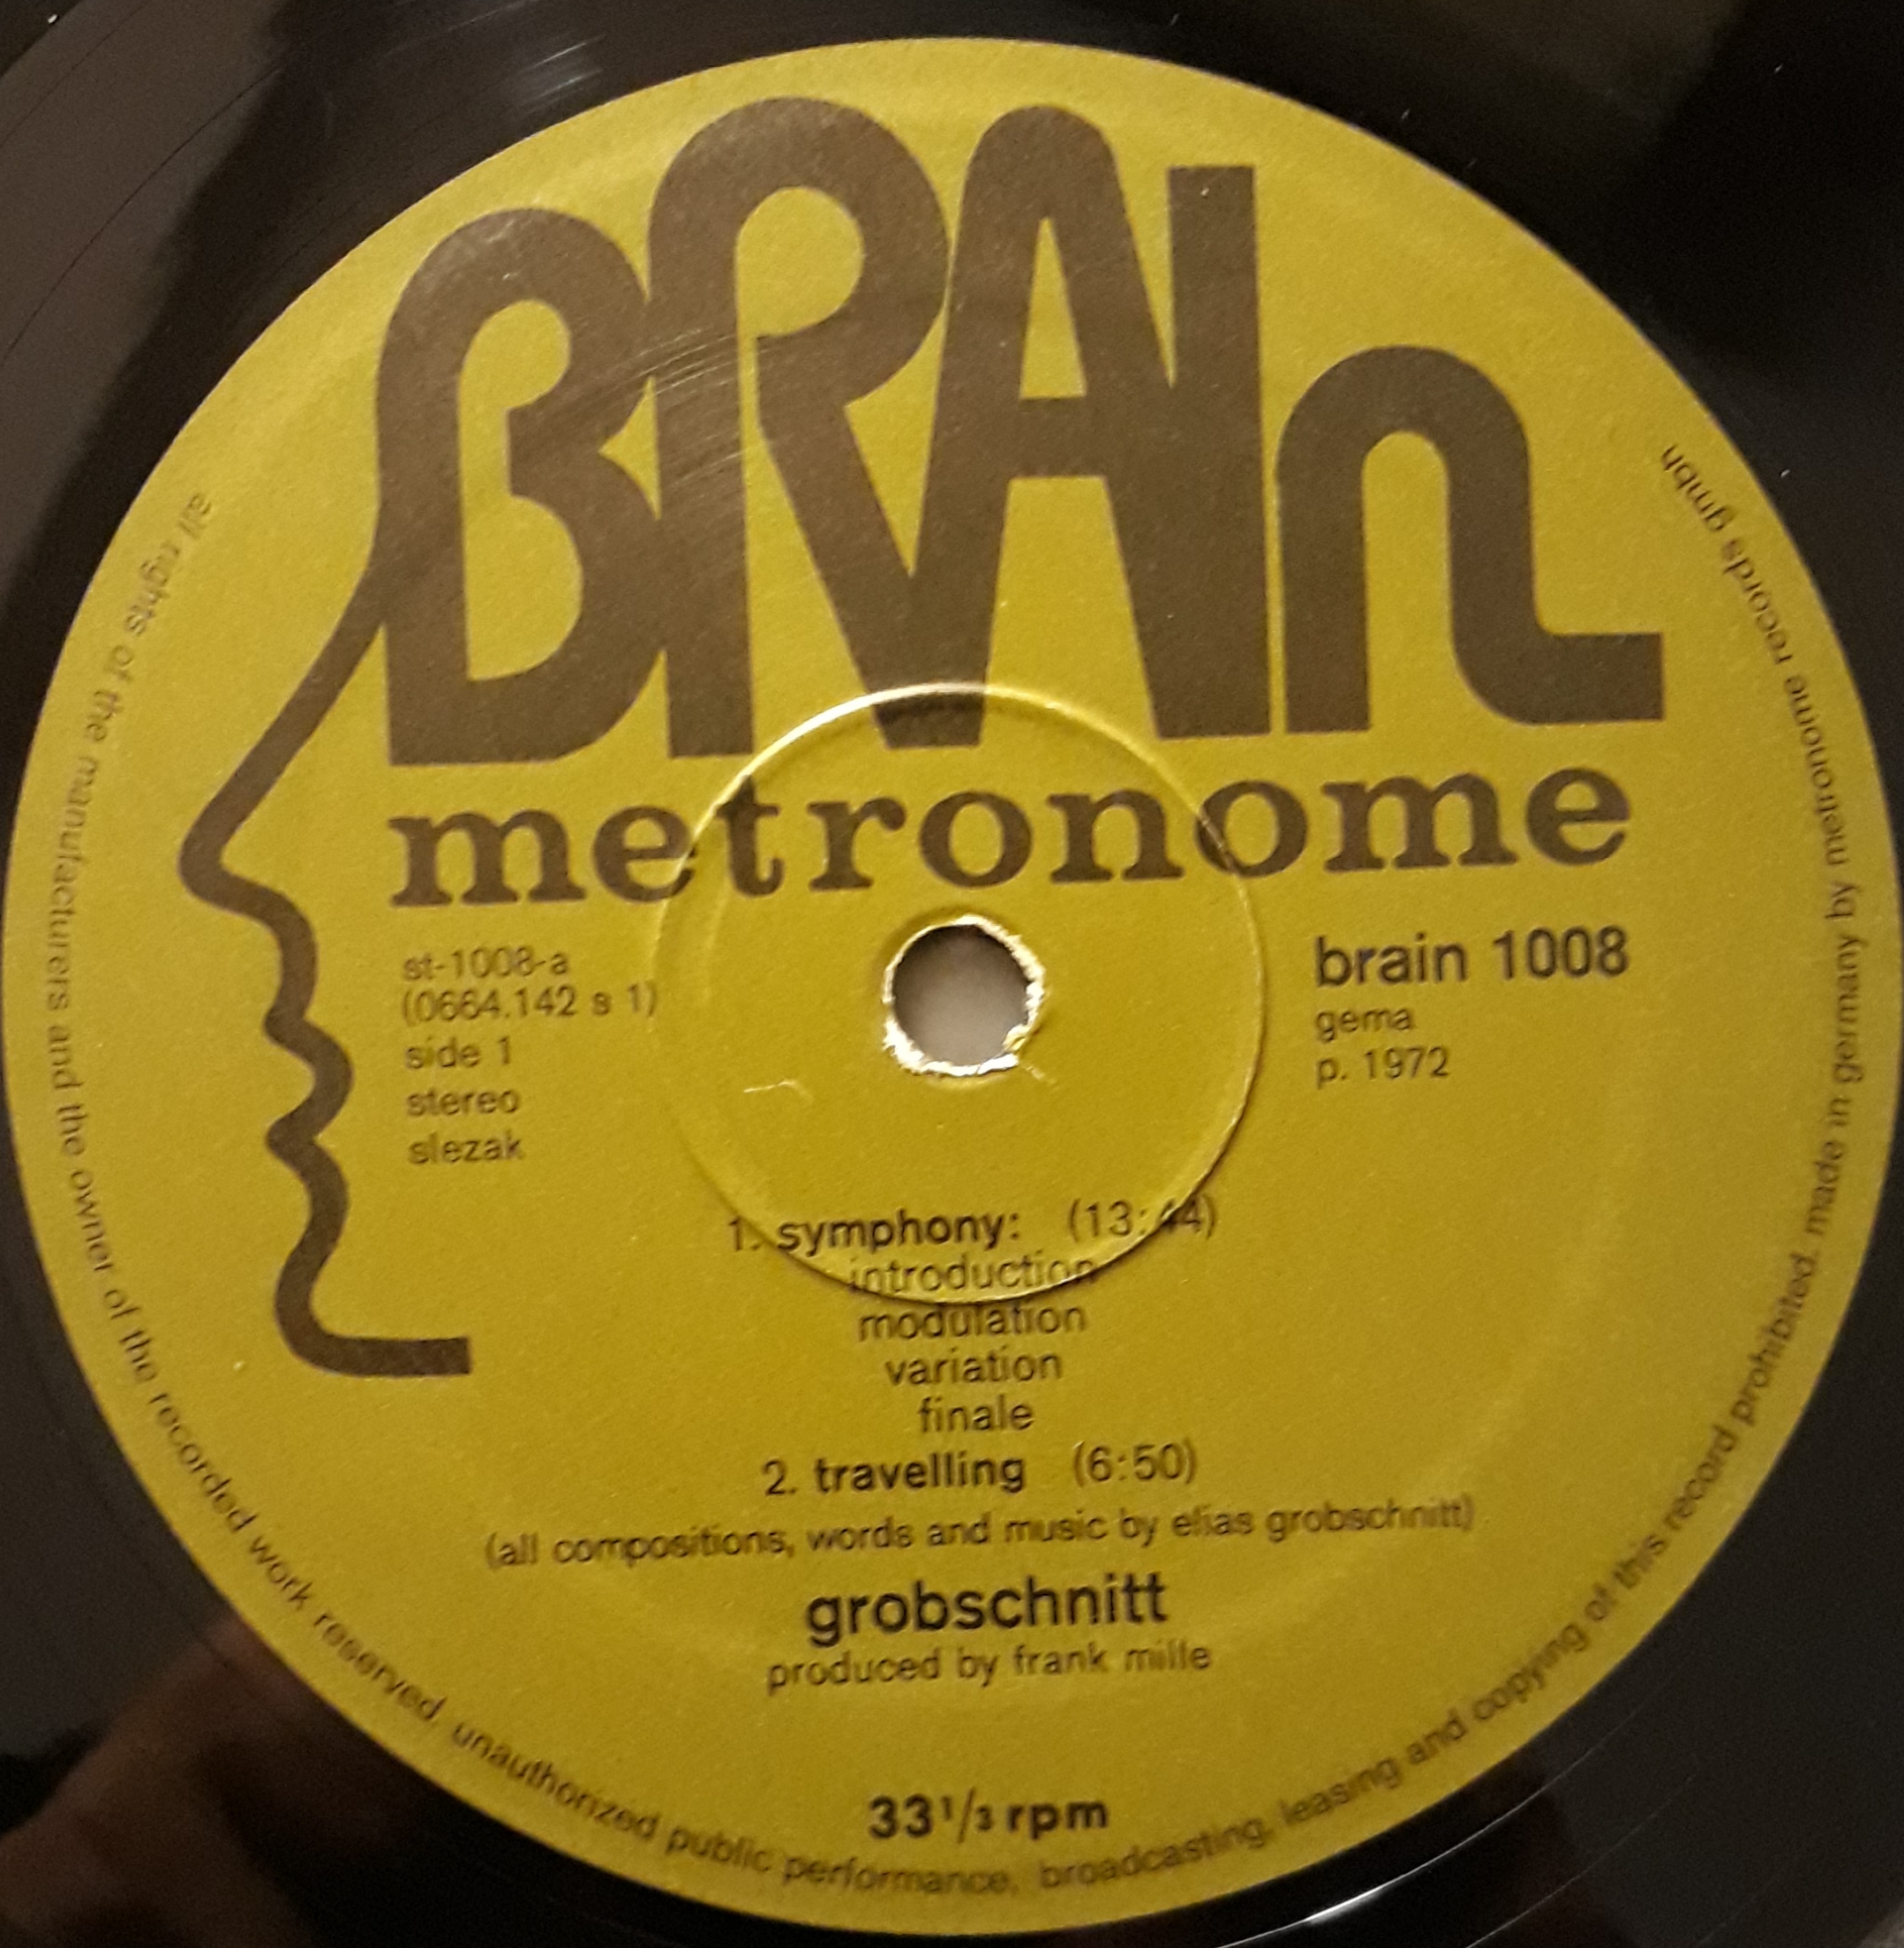 BRAIn
metronome
st-1008-a
(0664.142 s 1)
side 1
stereo
slezak
brain 1008
gema
p. 1972
1. symphony: (13:44)
introduction
modulation
variation
finale
2. travelling (6:50)
(all compositions, words and music by elias grobschnitt)
grobschnitt
produced by frank mille
33 1/3 rpm
all rights of the manufacturers and the owner of the recorded work reserved, unauthorized public performance, broadcasting, leasing and copying of this record prohibited. made in germany by metronome records gmbh